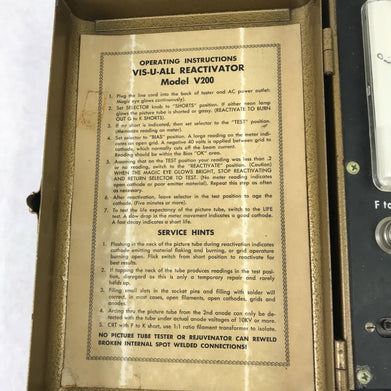 OPERATING INSTRUCTIONS
VIS-U-ALL REACTIVATOR
Model V200
1. Plug the line cord into the back of tester and AC power outlet:
Magic eye glows continuously).
2. Set SELECTOR knob to "SHORTS" position. If either neon lamp
glows the picture tube is shorted or gassy. (REACTIVATE TO BURN
OUT G to K SHORTS).
3. If no short is indicated, then set selector to the "TEST" position.
(Memorize reading on meter).
4. Set selector to "BIAS" position. A large reading on the meter indi-
cates an open grid. A negative 40 volts is applied between grid to
cathode, which normally cuts off the beam current.
Reading should be within the Bias "OK" area.
5. Assuming that on the TEST position your reading was less than .2
or no reading, switch to the "REACTIVATE" position. (Caution)
WHEN THE MAGIC EYE GLOWS BRIGHT, STOP REACTIVATING
AND RETURN SELECTOR TO TEST. (No meter reading indicates
open cathode or poor emitter material). Repeat this step as often
as necessary.
6. After reactivation, leave selector in the test position to age the
cathode. (Five minutes or more).
7. To test the life expectancy of the picture tube, switch to the LIFE
test. A slow drop in the meter movement indicates a good cathode.
A fast decay indicates a short life.
SERVICE HINTS
1. Flashing in the neck of the picture tube during reactivation indicates
cathode emitting material flaking and burning, or grid aperature
burning open. Flick switch from short position to reactivate for
best results.
2. If tapping the neck of the tube produces readings in the test posi-
tion, disregard as this is only a temporary repair and rarely
holds up.
3. Filing small slots in the socket pins and filling with solder will
correct, in most cases, open filaments, open cathodes, grids and
anodes.
4. Arcing thru the picture tube from the 2nd anode can only be de-
tected with the tube under actual anode voltages of 10KV or more.
5. CRT with F to K short, use 1:1 ratio filament transformer to isolate.
NO PICTURE TUBE TESTER OR REJUVENATOR CAN REWELD
BROKEN INTERNAL SPOT WELDED CONNECTIONS!
F to